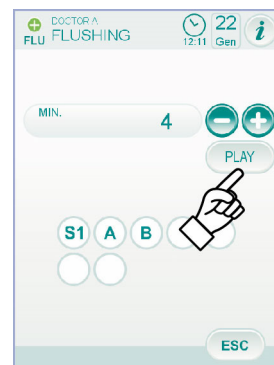 DOCTOR A
FLU FLUSHING
12:11
22
Gen
i
MIN. 4
PLAY
S1 A B
ESC